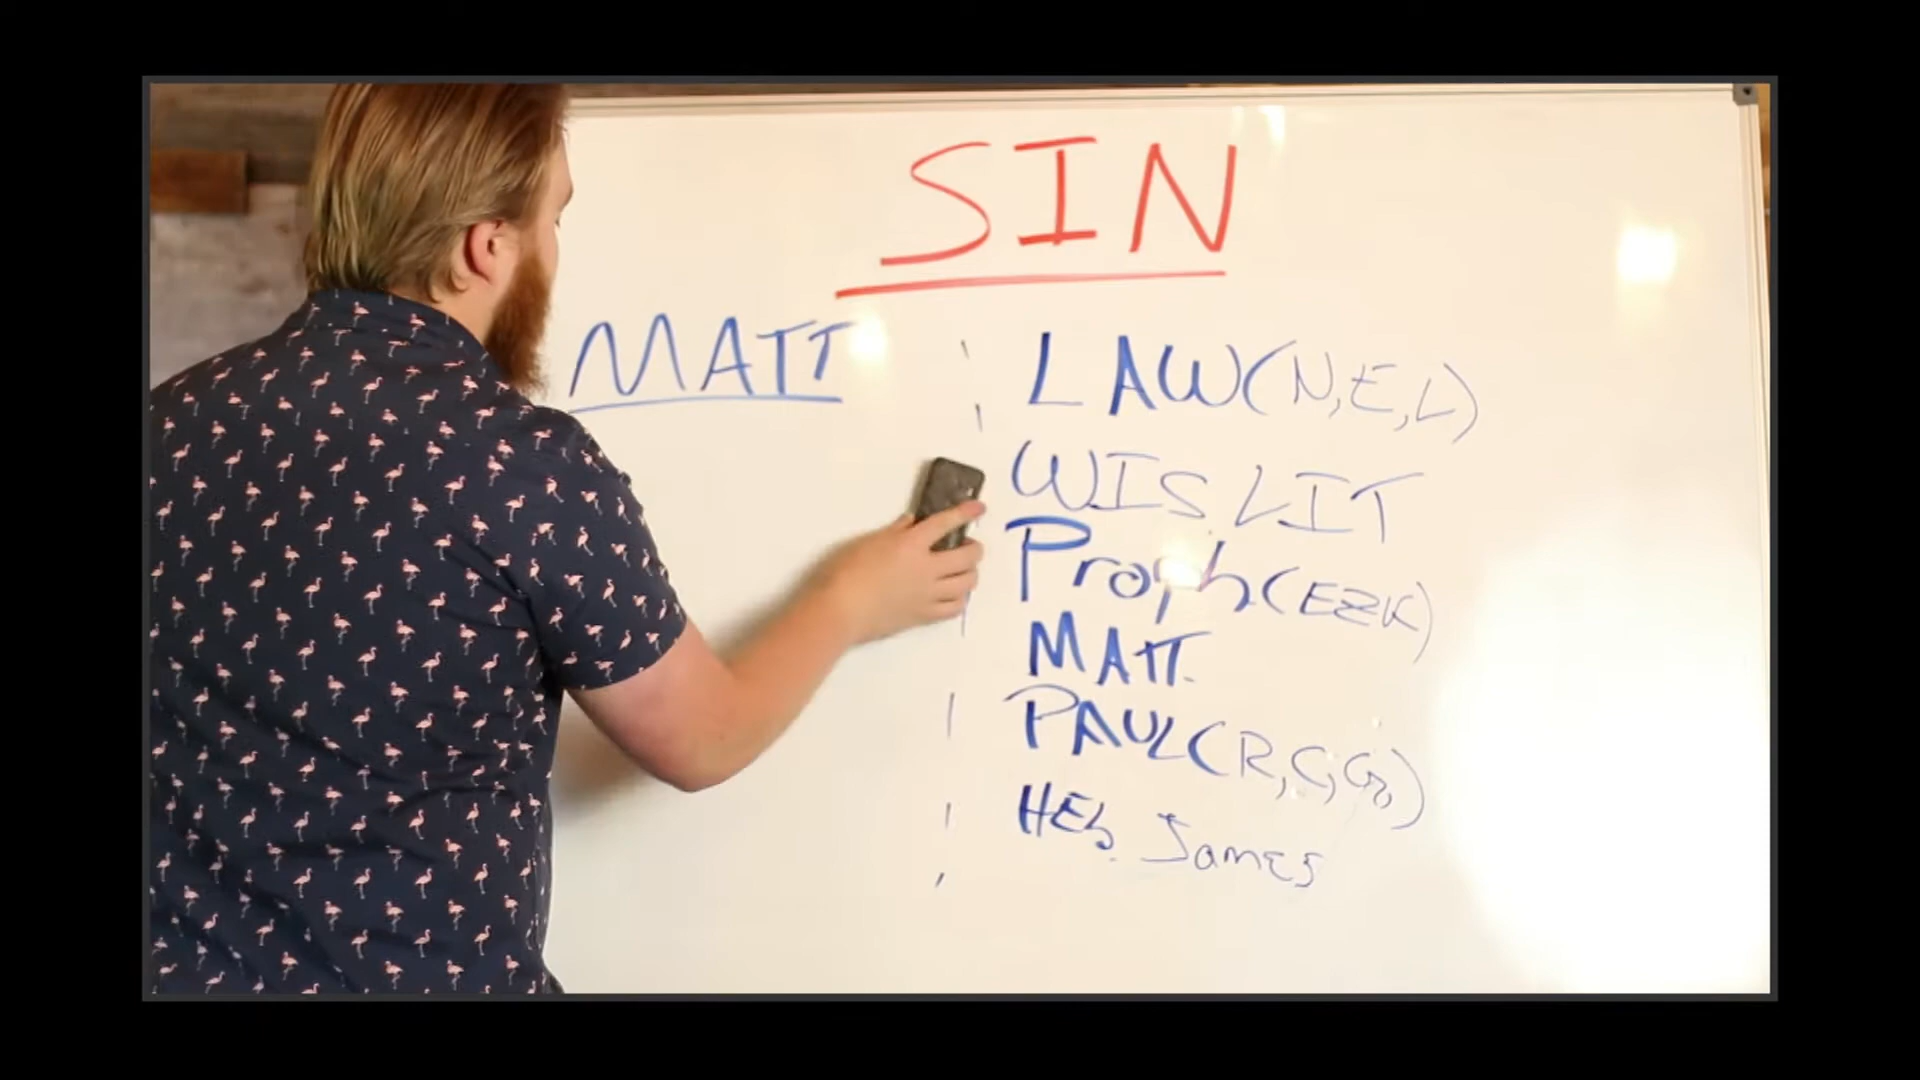 SIN
MATT
LAW(N,E,L)
WIS. LIT
Proph(EZK)
MATT.
PAUL(R,C,G)
HEb. James